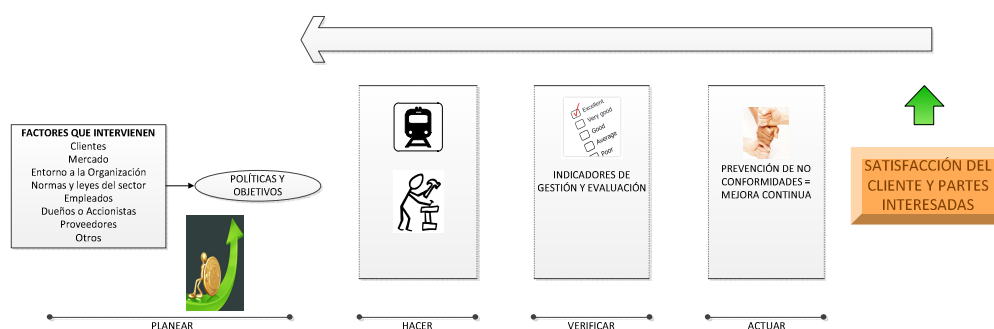 FACTORES QUE INTERVIENEN
Clientes
Mercado
Entorno a la Organización
Normas y leyes del sector
Empleados
Dueños o Accionistas
Proveedores
Otros
POLÍTICAS Y
OBJETIVOS
PLANEAR
HACER
Excellent
Very good
Good
Average
Poor
INDICADORES DE
GESTIÓN Y EVALUACIÓN
VERIFICAR
PREVENCIÓN DE NO
CONFORMIDADES =
MEJORA CONTINUA
ACTUAR
SATISFACCIÓN DEL
CLIENTE Y PARTES
INTERESADAS